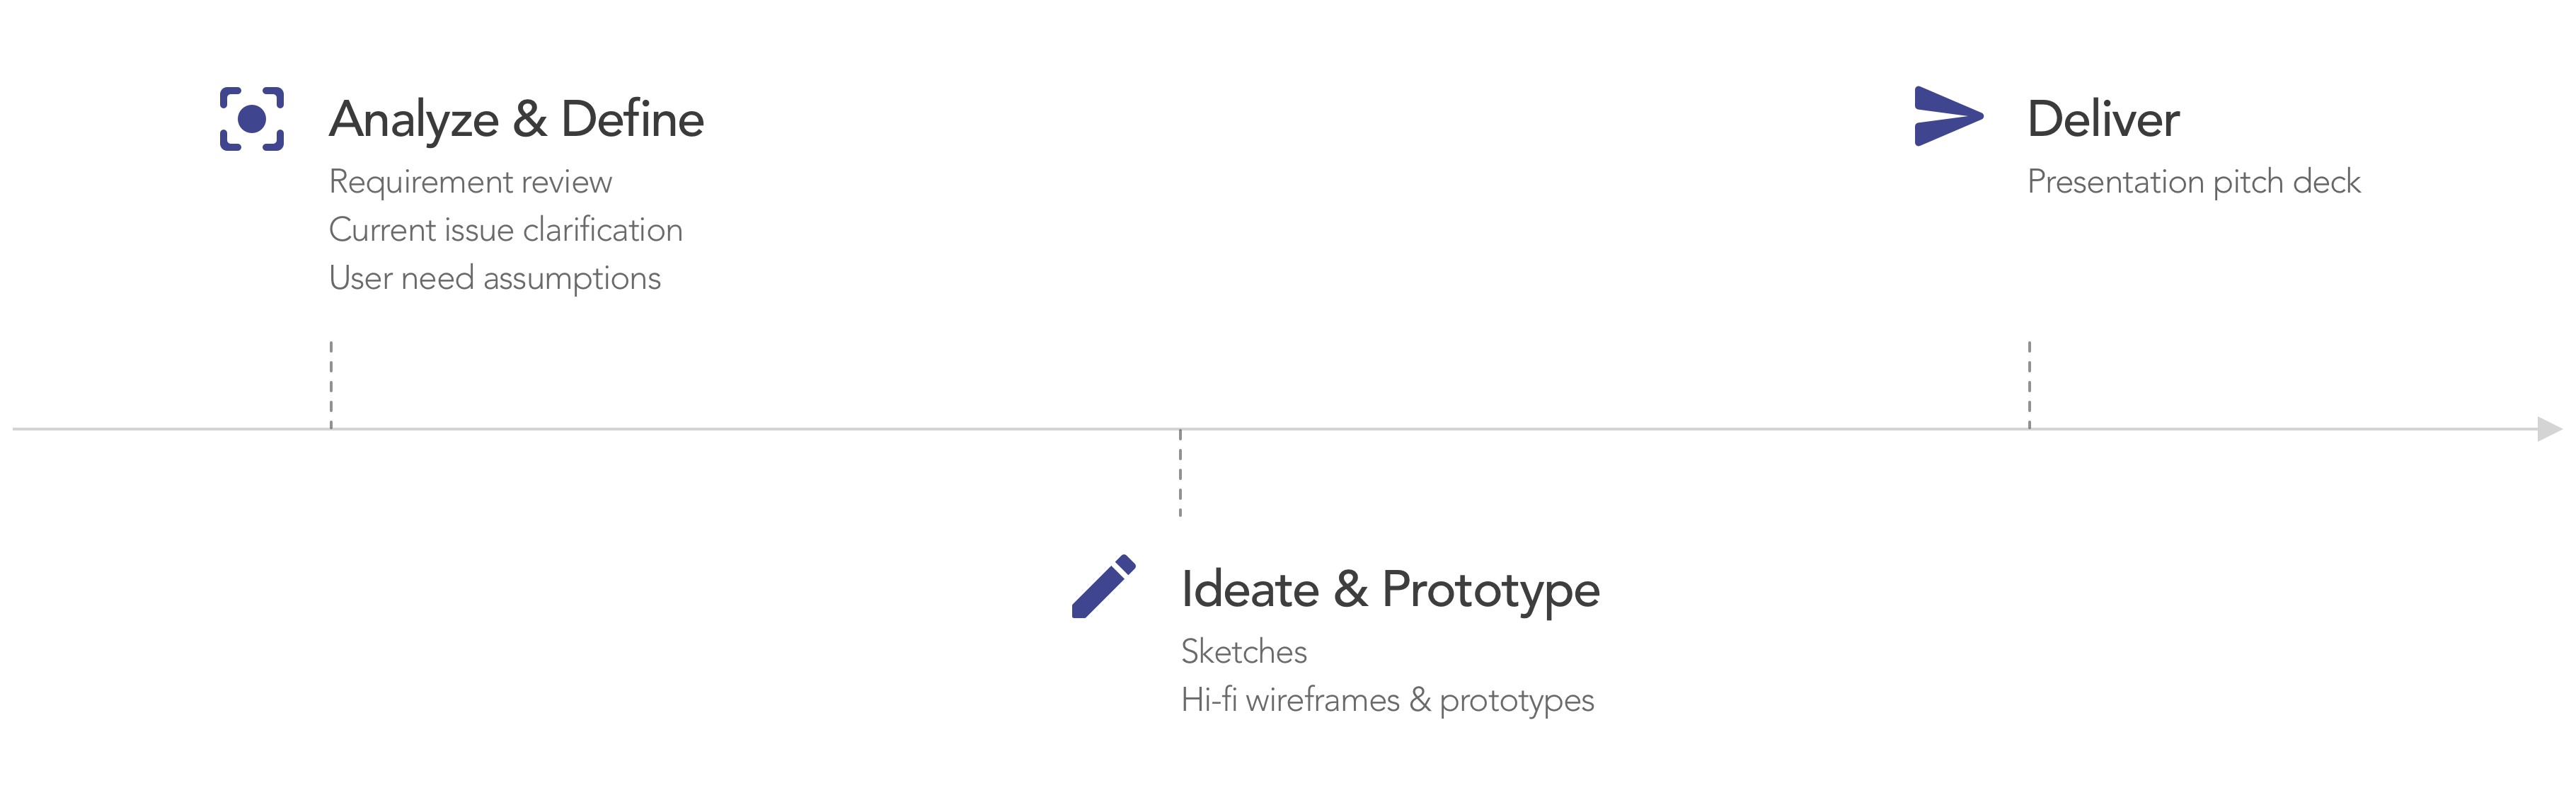 Analyze & Define
Requirement review
Current issue clarification
User need assumptions
Ideate & Prototype
Sketches
Hi-fi wireframes & prototypes
Deliver
Presentation pitch deck